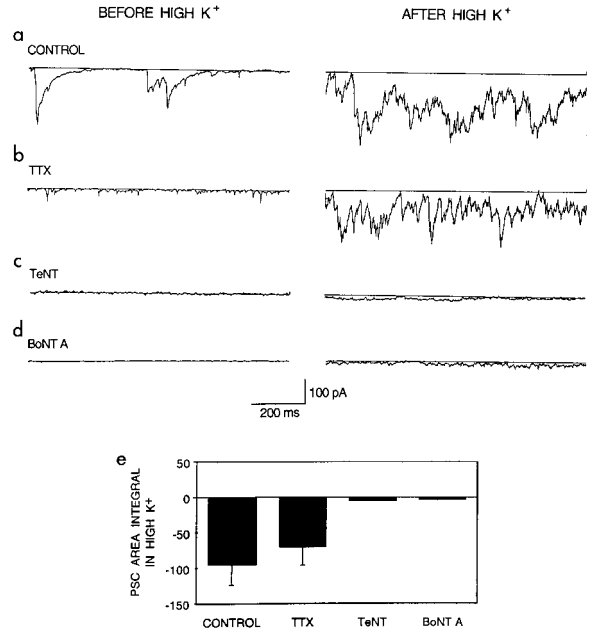 BEFORE HIGH K+
AFTER HIGH K+
a
CONTROL
b
TTX
c
TeNT
d
BoNT A
100 pA
200 ms
e
PSC AREA INTEGRAL
IN HIGH K+
50
0
-50
-100
-150
CONTROL
TTX
TeNT
BoNT A